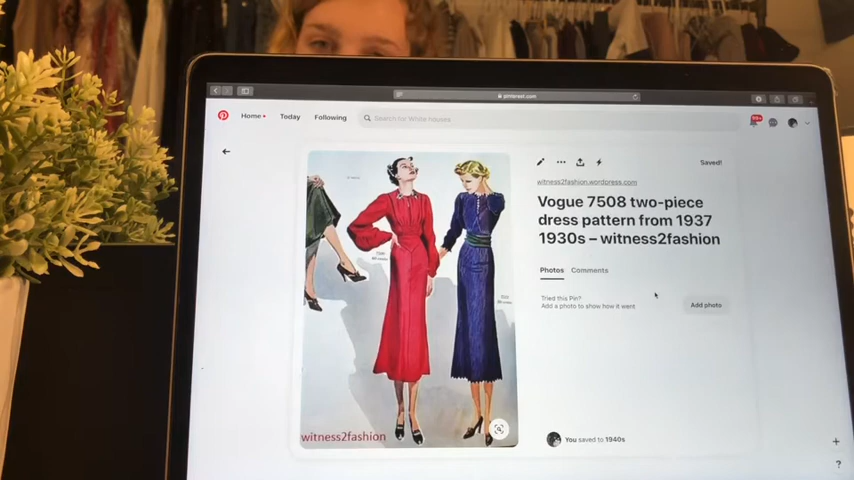 pinterest.com
Home
Today
Following
Search for White houses
99+
Saved!
witness2fashion.wordpress.com
Vogue 7508 two-piece
dress pattern from 1937
1930s – witness2fashion
Photos
Comments
Tried this Pin?
Add a photo to show how it went
Add photo
witness2fashion
You saved to 1940s
+
?